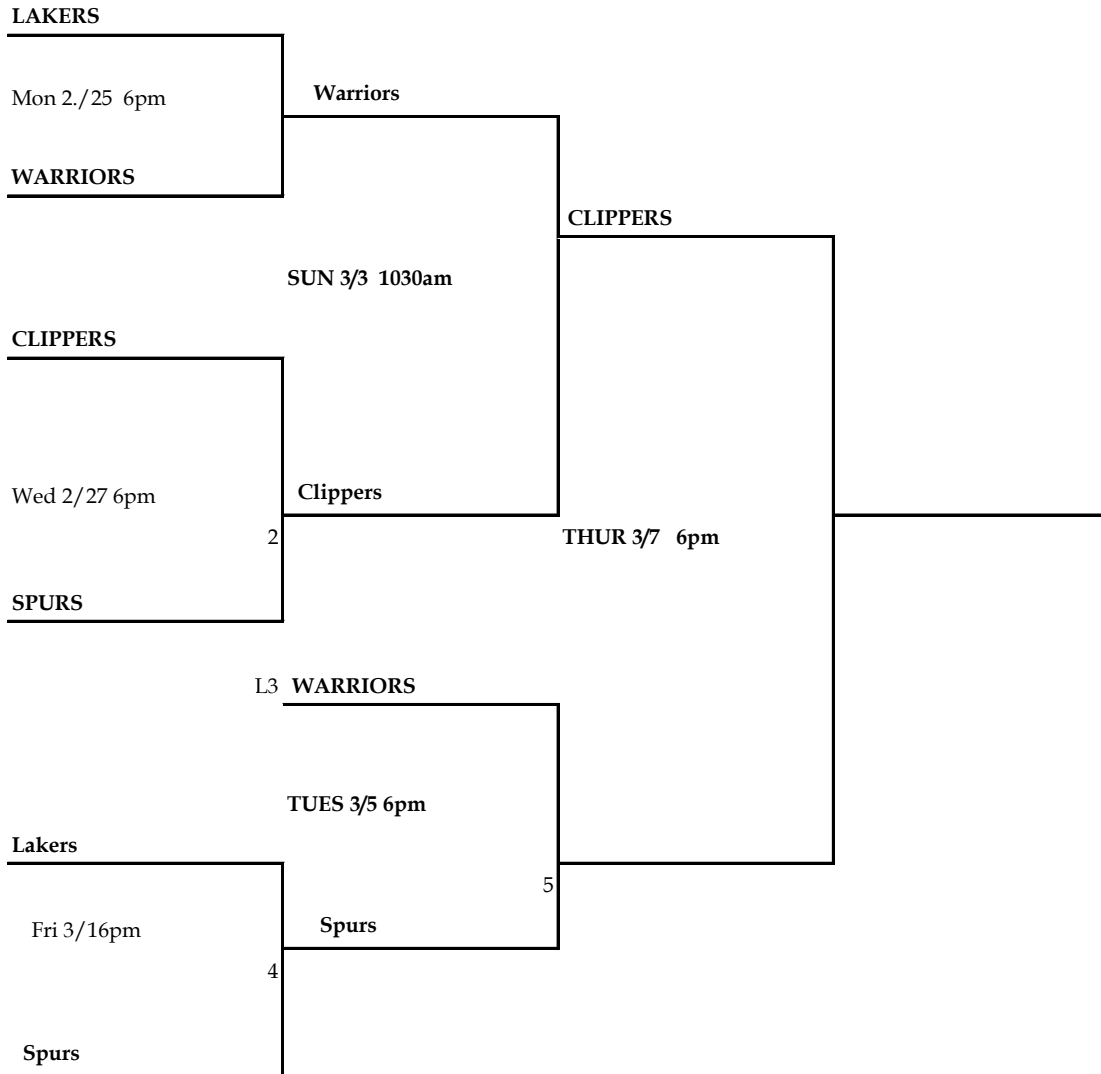 LAKERS
Mon 2./25 6pm
Warriors
WARRIORS
CLIPPERS
SUN 3/3 1030am
CLIPPERS
Wed 2/27 6pm
Clippers
2
THUR 3/7 6pm
SPURS
L3 WARRIORS
TUES 3/5 6pm
Lakers
5
Fri 3/16pm
Spurs
4
Spurs